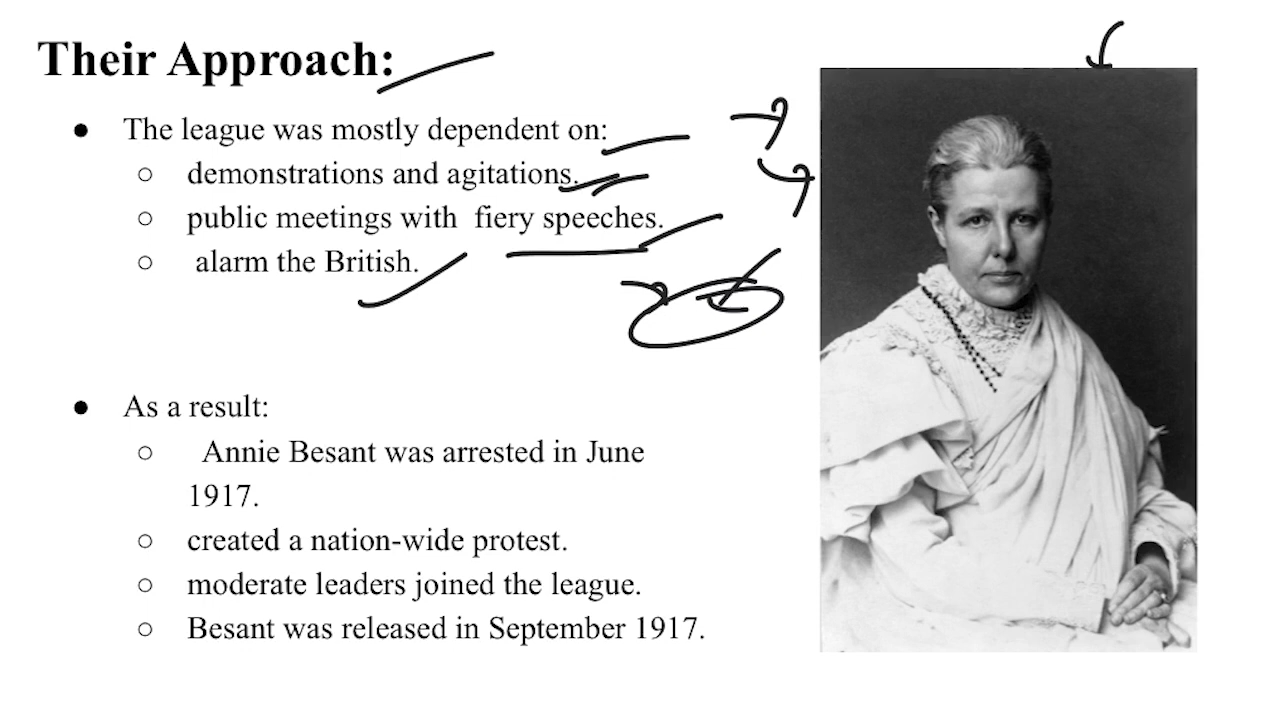 Their Approach:
● The league was mostly dependent on:
○ demonstrations and agitations.
○ public meetings with fiery speeches.
○ alarm the British.
● As a result:
○ Annie Besant was arrested in June
1917.
○ created a nation-wide protest.
○ moderate leaders joined the league.
○ Besant was released in September 1917.